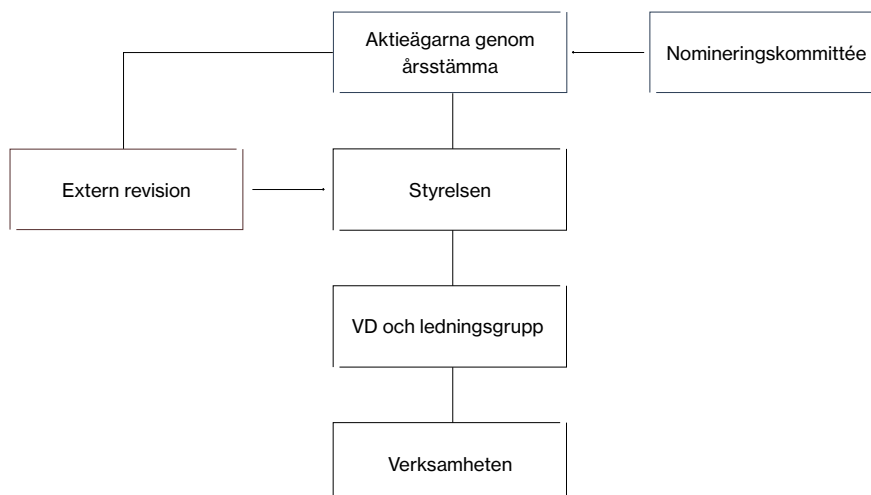 Aktieägarna genom
årsstämma
Nomineringskommittée
Extern revision
Styrelsen
VD och ledningsgrupp
Verksamheten